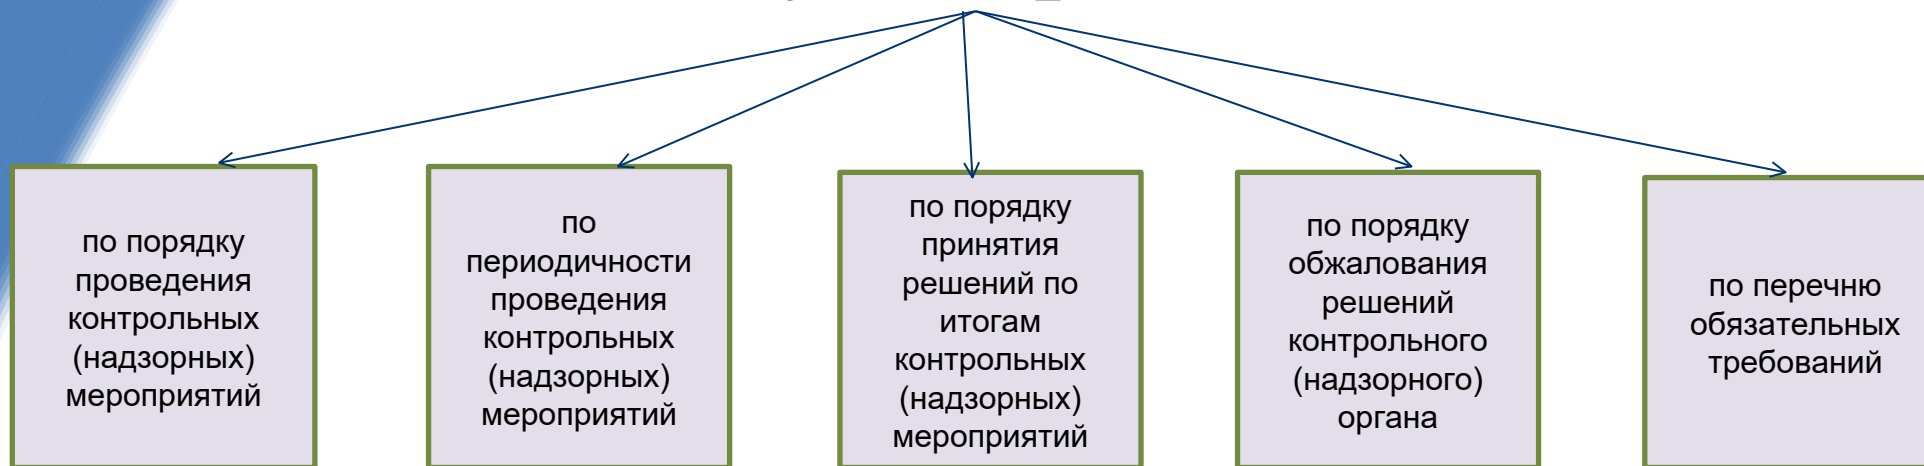 по порядку
проведения
контрольных
(надзорных)
мероприятий
по
периодичности
проведения
контрольных
(надзорных)
мероприятий
по порядку
принятия
решений по
итогам
контрольных
(надзорных)
мероприятий
по порядку
обжалования
решений
контрольного
(надзорного)
органа
по перечню
обязательных
требований